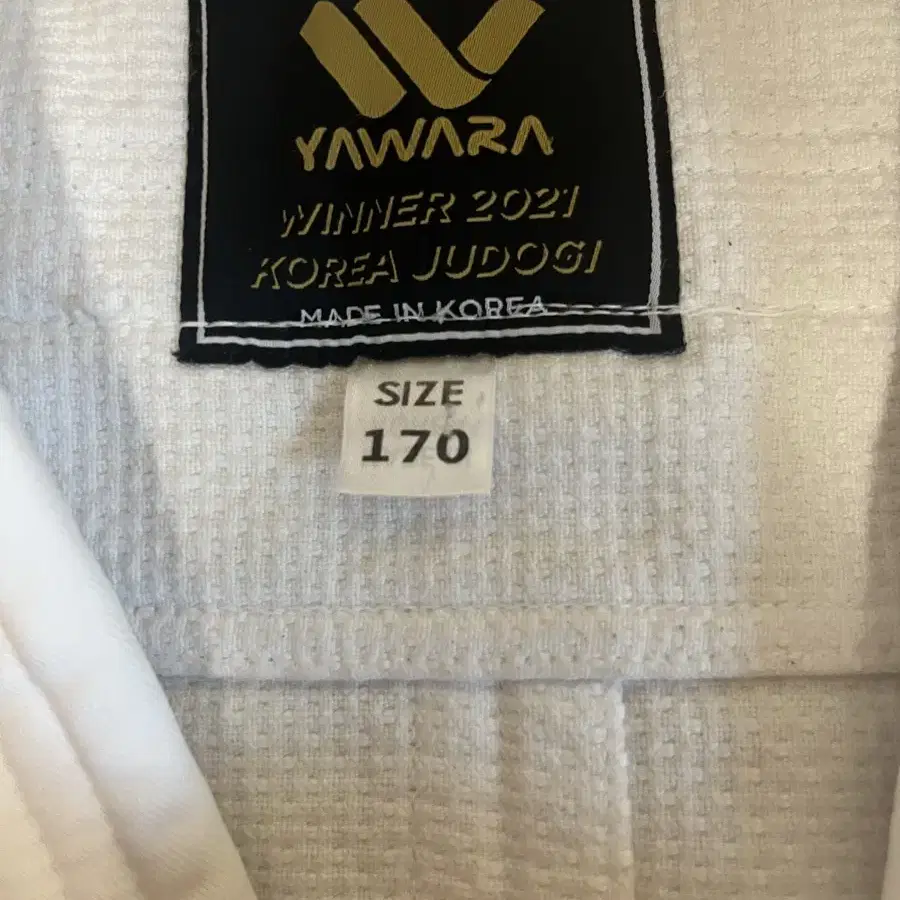 YAWARA
WINNER 2021
KOREA JUDOGI
MADE IN KOREA
SIZE
170